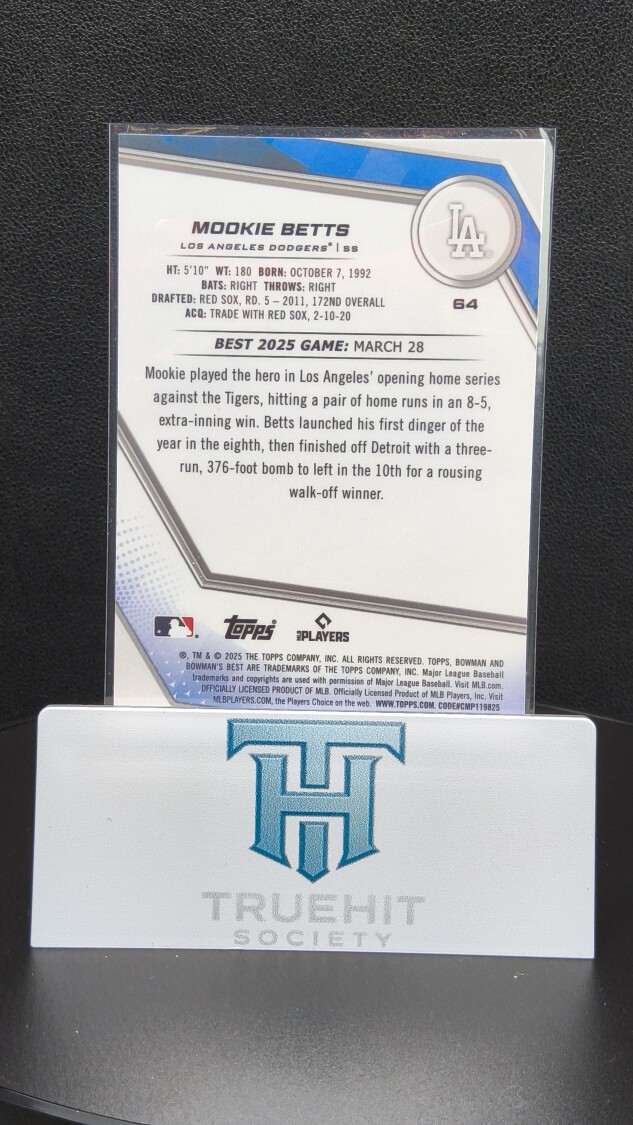 MOOKIE BETTS
LOS ANGELES DODGERS® | SS
LA
64
HT: 5'10" WT: 180 BORN: OCTOBER 7, 1992
BATS: RIGHT THROWS: RIGHT
DRAFTED: RED SOX, RD. 5 – 2011, 172ND OVERALL
ACQ: TRADE WITH RED SOX, 2-10-20
BEST 2025 GAME: MARCH 28
Mookie played the hero in Los Angeles' opening home series
against the Tigers, hitting a pair of home runs in an 8-5,
extra-inning win. Betts launched his first dinger of the
year in the eighth, then finished off Detroit with a three-
run, 376-foot bomb to left in the 10th for a rousing
walk-off winner.
Topps®
MLB PLAYERS
®, TM & © 2025 THE TOPPS COMPANY, INC. ALL RIGHTS RESERVED. TOPPS, BOWMAN AND
BOWMAN'S BEST ARE TRADEMARKS OF THE TOPPS COMPANY, INC. Major League Baseball
trademarks and copyrights are used with permission of Major League Baseball. Visit MLB.com.
OFFICIALLY LICENSED PRODUCT OF MLB. Officially Licensed Product of MLB Players, Inc. Visit
MLBPLAYERS.com, the Players Choice on the web. WWW.TOPPS.COM. CODE#CMP119825
TH
TRUEHIT
SOCIETY